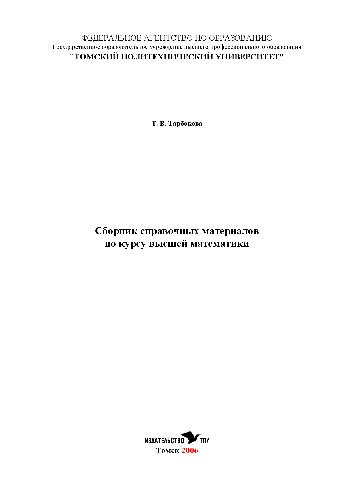 ФЕДЕРАЛЬНОЕ АГЕНТСТВО ПО ОБРАЗОВАНИЮ
Государственное образовательное учреждение высшего профессионального образования
"ТОМСКИЙ ПОЛИТЕХНИЧЕСКИЙ УНИВЕРСИТЕТ"
Т. В. Тарбокова
Сборник справочных материалов
по курсу высшей математики
ИЗДАТЕЛЬСТВО ТПУ
Томск 2006